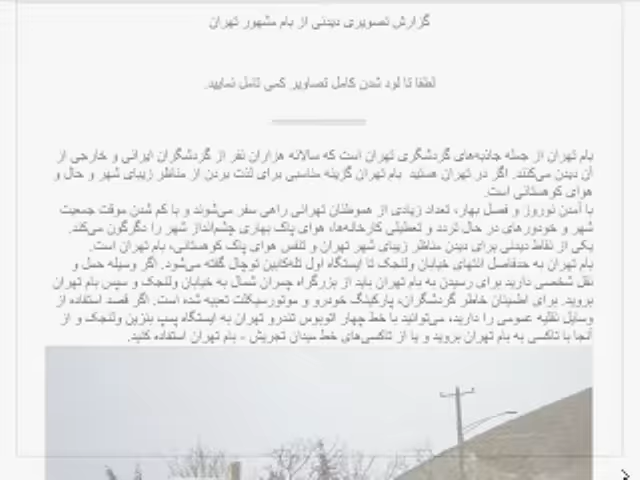 گزارش تصویری دیدنی از بام مشهور تهران
لطفا تا لود شدن کامل تصاویر کمی تامل نمایید.
بام تهران از جمله جاذبه‌های گردشگری تهران است که سالانه هزاران نفر از گردشگران ایرانی و خارجی از
آن دیدن می‌کنند. اگر در تهران هستید بام تهران گزینه مناسبی برای لذت بردن از مناظر زیبای شهر و حال و
هوای کوهستانی است.
با آمدن نوروز و فصل بهار، تعداد زیادی از هموطنان تهرانی راهی سفر می‌شوند و با کم شدن موقت جمعیت
شهر و خودروهای در حال تردد و تعطیلی کارخانه‌ها، هوای پاک بهاری چشم‌انداز شهر را دگرگون می‌کند.
یکی از نقاط دیدنی برای دیدن مناظر زیبای شهر تهران و تنفس هوای پاک کوهستانی، بام تهران است.
بام تهران به حدفاصل انتهای خیابان ولنجک تا ایستگاه اول تله‌کابین توچال گفته می‌شود. اگر وسیله حمل و
نقل شخصی دارید برای رسیدن به بام تهران باید از بزرگراه چمران شمال به خیابان ولنجک و سپس بام تهران
بروید. برای اطمینان خاطر گردشگران، پارکینگ خودرو و موتورسیکلت تعبیه شده است. اگر قصد استفاده از
وسایل نقلیه عمومی را دارید، می‌توانید با خط چهار اتوبوس تندرو تهران به ایستگاه پمپ بنزین ولنجک و از
آنجا با تاکسی به بام تهران بروید و یا از تاکسی‌های خط میدان تجریش - بام تهران استفاده کنید.